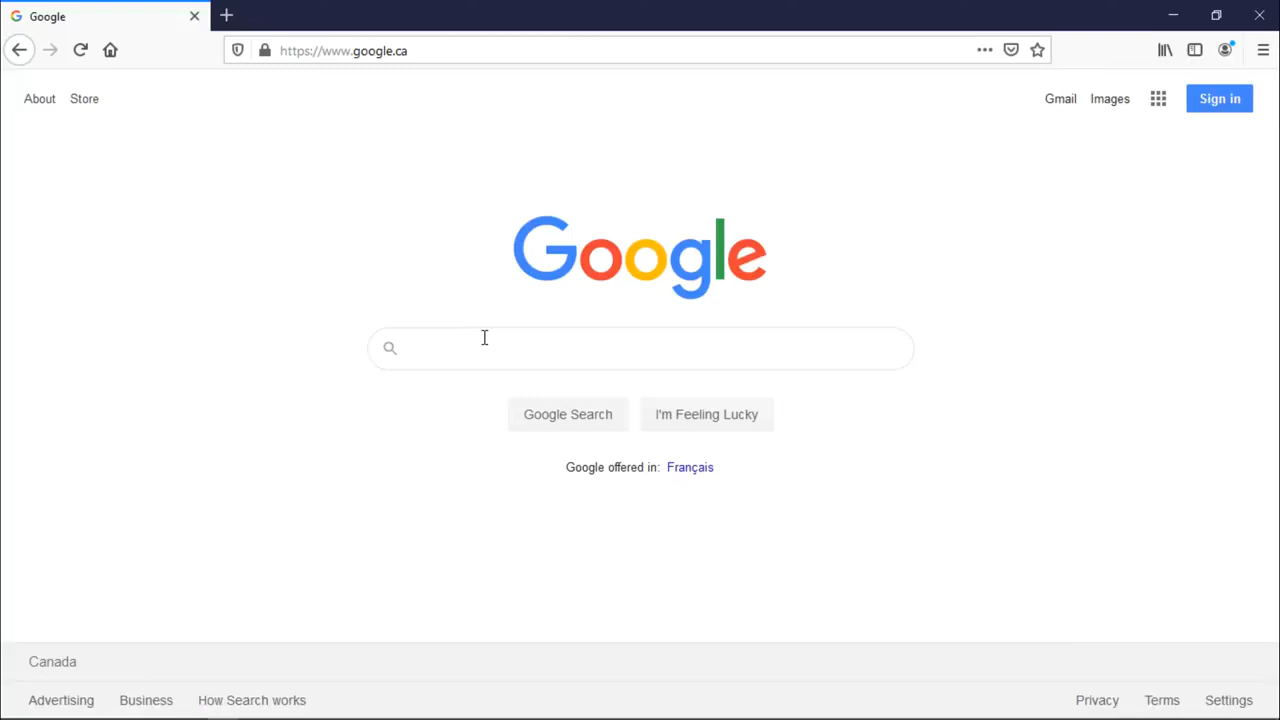 Google
https://www.google.ca
About Store Gmail Images Sign in
Google
Google Search I'm Feeling Lucky
Google offered in: Français
Canada
Advertising Business How Search works Privacy Terms Settings